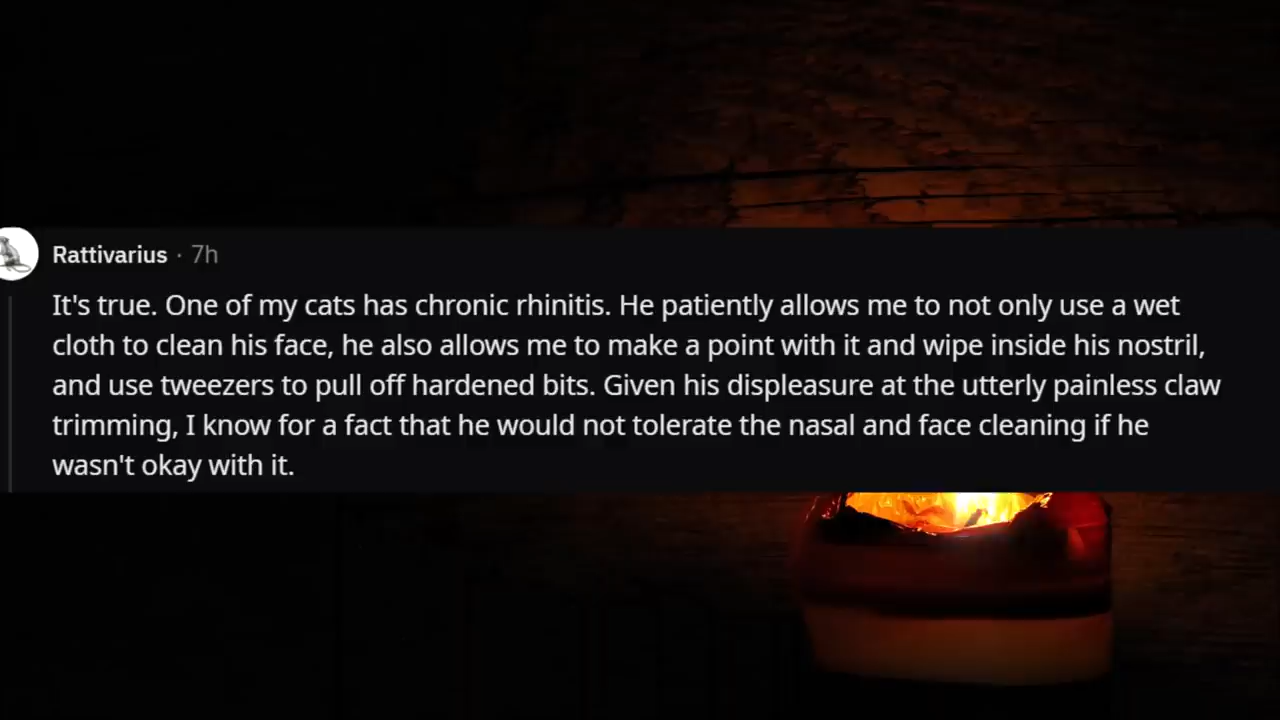 Rattivarius · 7h
It's true. One of my cats has chronic rhinitis. He patiently allows me to not only use a wet
cloth to clean his face, he also allows me to make a point with it and wipe inside his nostril,
and use tweezers to pull off hardened bits. Given his displeasure at the utterly painless claw
trimming, I know for a fact that he would not tolerate the nasal and face cleaning if he
wasn't okay with it.